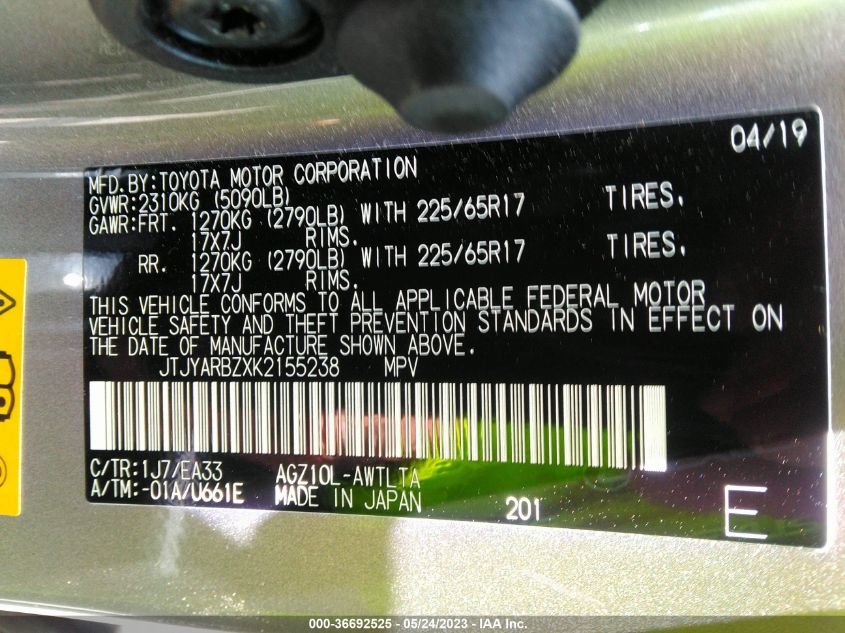 04/19
MFD.BY:TOYOTA MOTOR CORPORATION
GVWR:2310KG (5090LB)
GAWR:FRT. 1270KG (2790LB) WITH 225/65R17 TIRES.
17X7J RIMS.
RR. 1270KG (2790LB) WITH 225/65R17 TIRES.
17X7J RIMS.
THIS VEHICLE CONFORMS TO ALL APPLICABLE FEDERAL MOTOR
VEHICLE SAFETY AND THEFT PREVENTION STANDARDS IN EFFECT ON
THE DATE OF MANUFACTURE SHOWN ABOVE.
JTJYARBZXK2155238 MPV
C/TR:1J7/EA33 AGZ10L-AWTLTA
A/TM:-01A/U661E MADE IN JAPAN 201 E
000-36692525 - 05/24/2023 - IAA Inc.